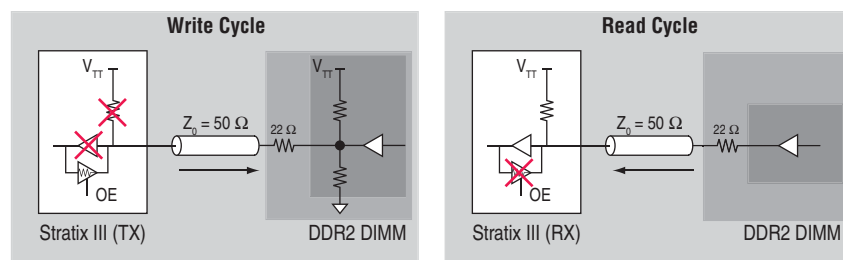 Write Cycle
VTT
VTT
Z0 = 50 Ω
22 Ω
OE
Stratix III (TX)
DDR2 DIMM
Read Cycle
VTT
Z0 = 50 Ω
22 Ω
OE
Stratix III (RX)
DDR2 DIMM